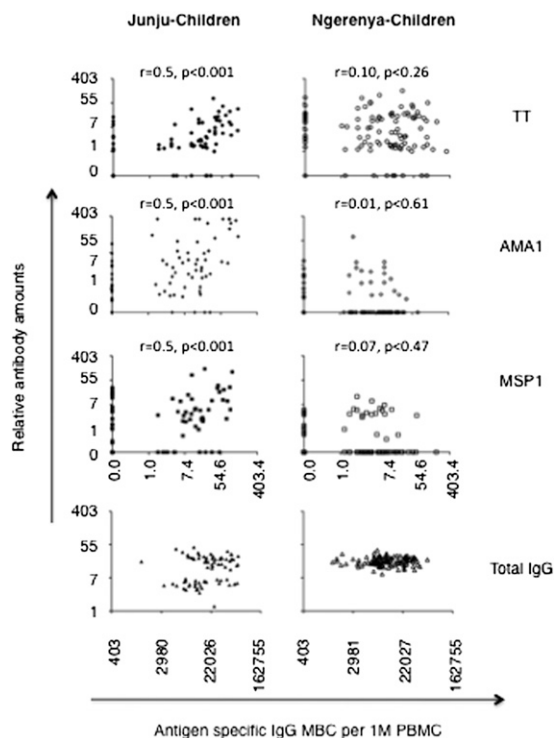 Junju-Children Ngerenya-Children
r=0.5, p<0.001 r=0.10, p<0.26
403
55
7
1
0
TT
r=0.5, p<0.001 r=0.01, p<0.61
403
55
7
1
0
AMA1
r=0.5, p<0.001 r=0.07, p<0.47
403
55
7
1
0
MSP1
0.0 1.0 7.4 54.6 403.4 0.0 1.0 7.4 54.6 403.4
403
55
7
1
Total IgG
403 2980 22026 162755 403 2981 22027 162755
Relative antibody amounts
Antigen specific IgG MBC per 1M PBMC